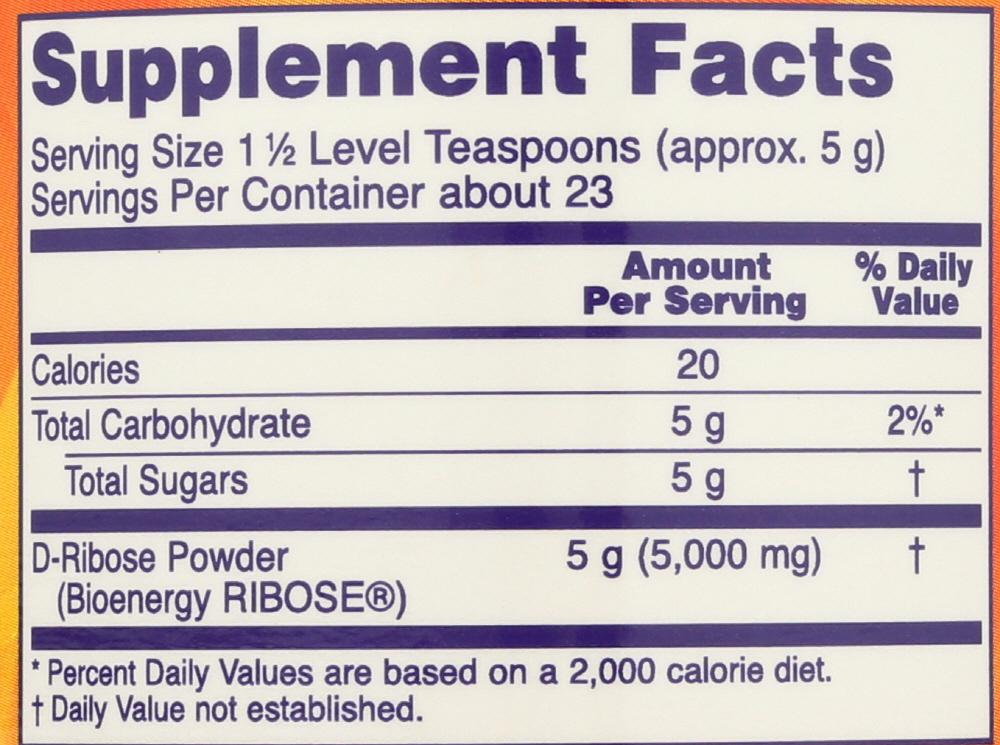 Supplement Facts
Serving Size 1 ½ Level Teaspoons (approx. 5 g)
Servings Per Container about 23
Amount Per Serving % Daily Value
Calories 20
Total Carbohydrate 5 g 2%*
Total Sugars 5 g †
D-Ribose Powder 5 g (5,000 mg) †
(Bioenergy RIBOSE®)
* Percent Daily Values are based on a 2,000 calorie diet.
† Daily Value not established.